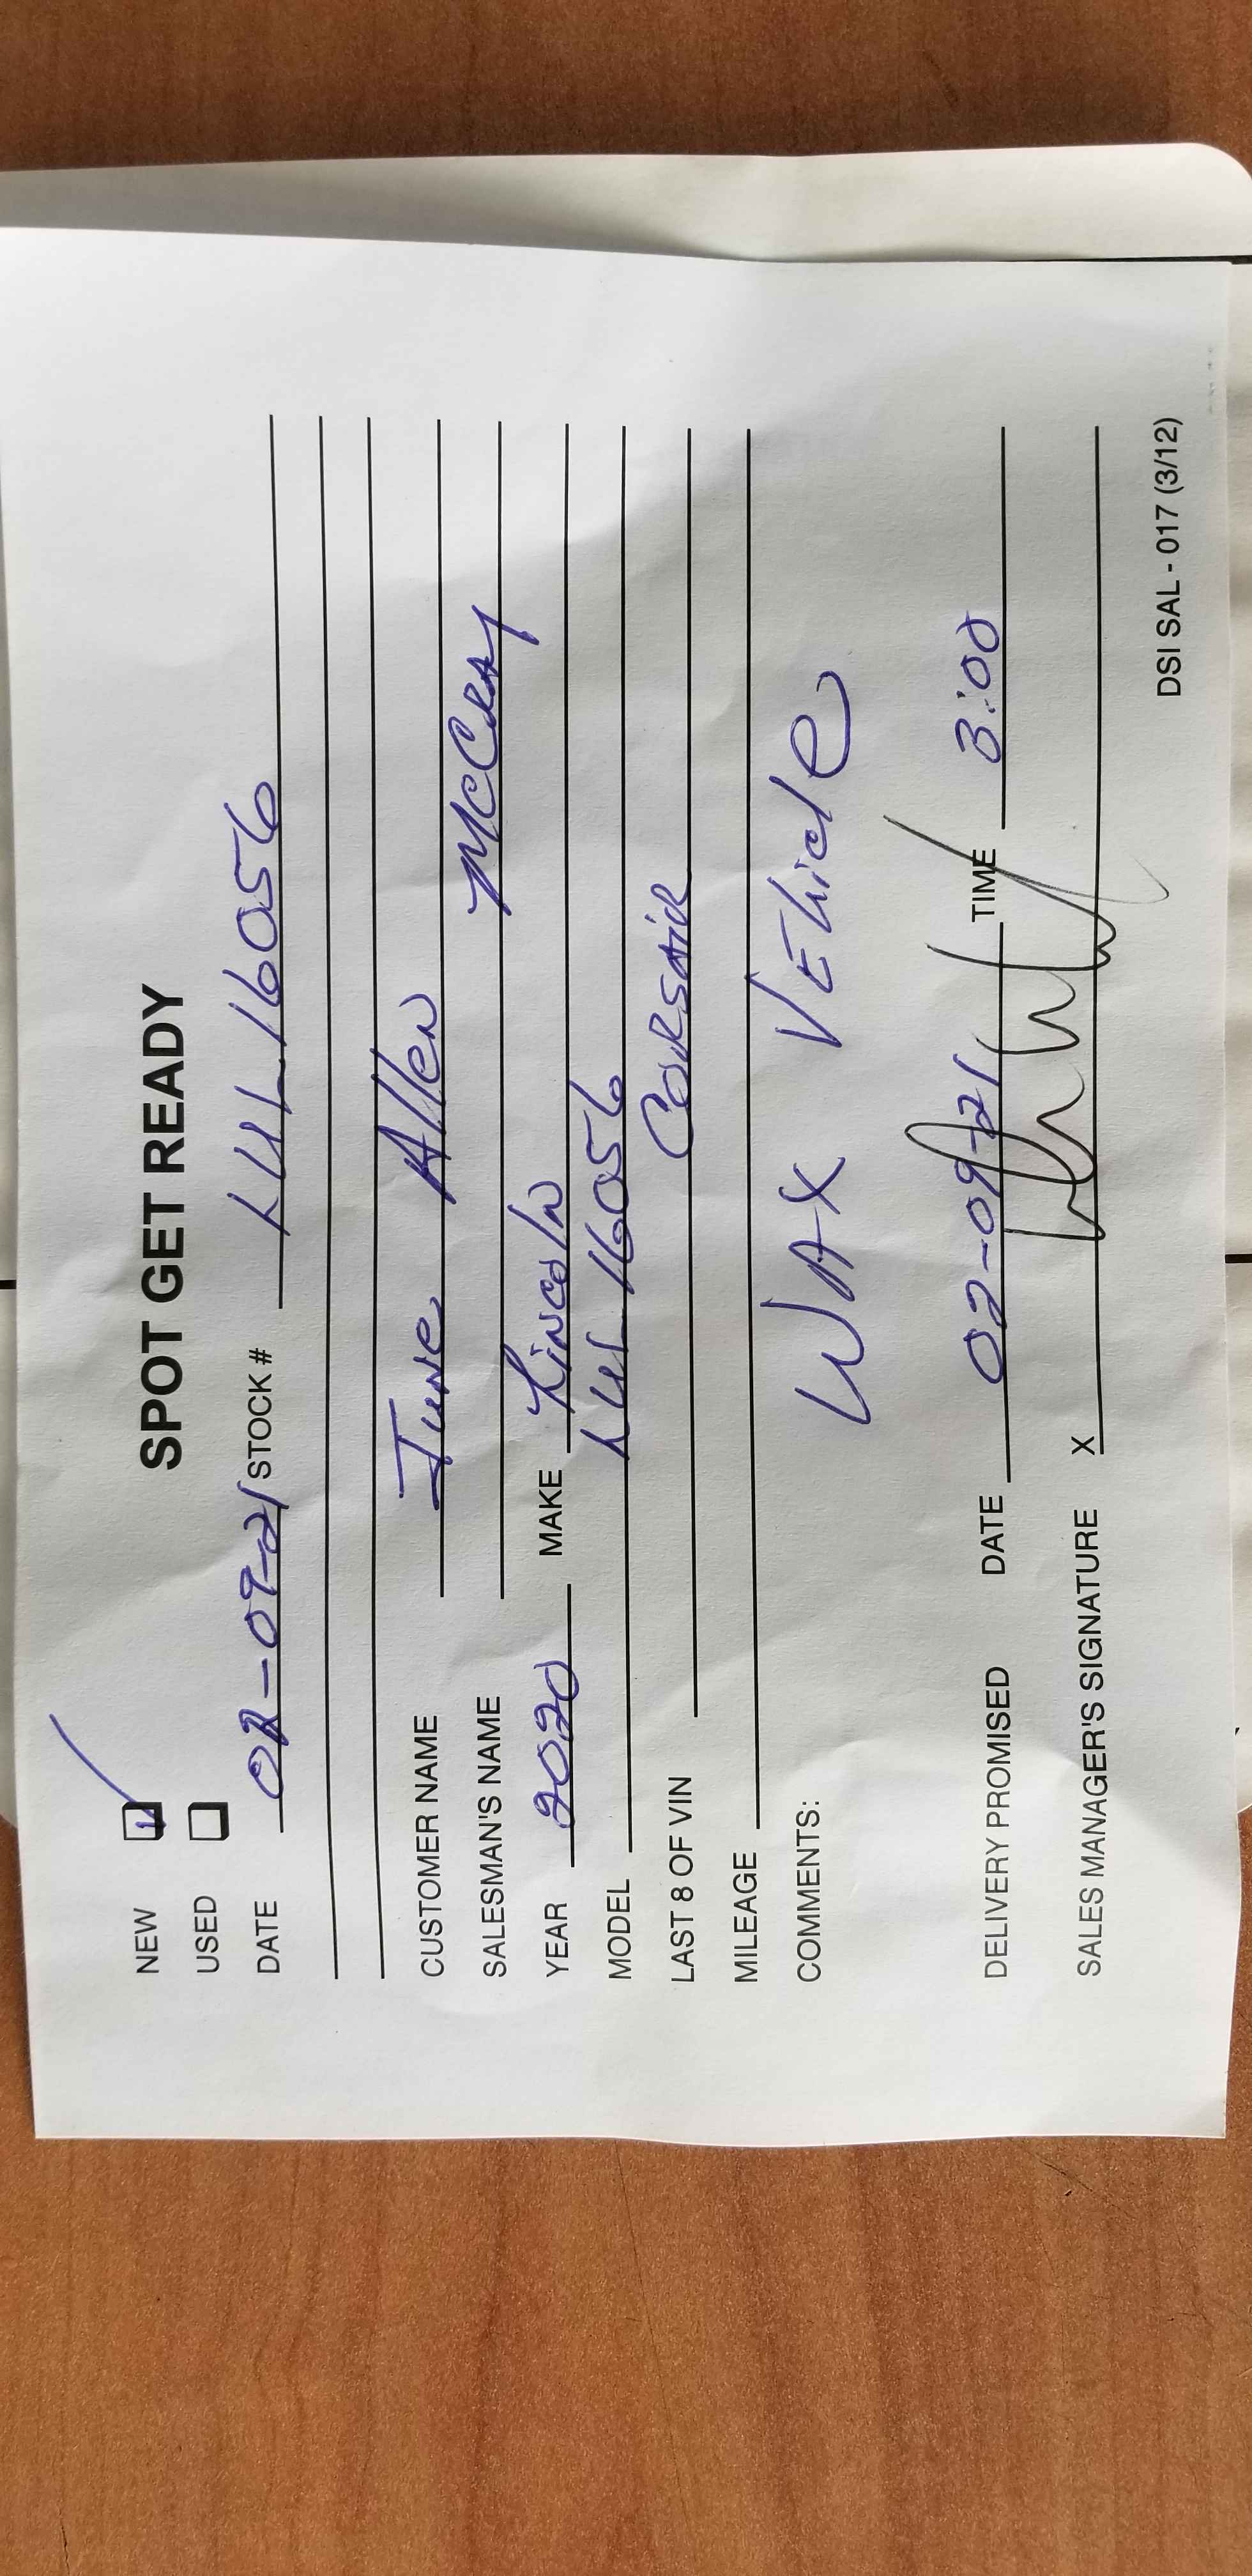 NEW
SPOT GET READY
USED
DATE 02-09-21 STOCK # LUL16056
CUSTOMER NAME June Allen
SALESMAN'S NAME McCray
YEAR 2020 MAKE Lincoln
MODEL LUL16056
LAST 8 OF VIN Corsair
MILEAGE
COMMENTS: WAX VEhicle
DELIVERY PROMISED DATE 02-09-21 TIME 3:00
SALES MANAGER'S SIGNATURE X
DSI SAL - 017 (3/12)